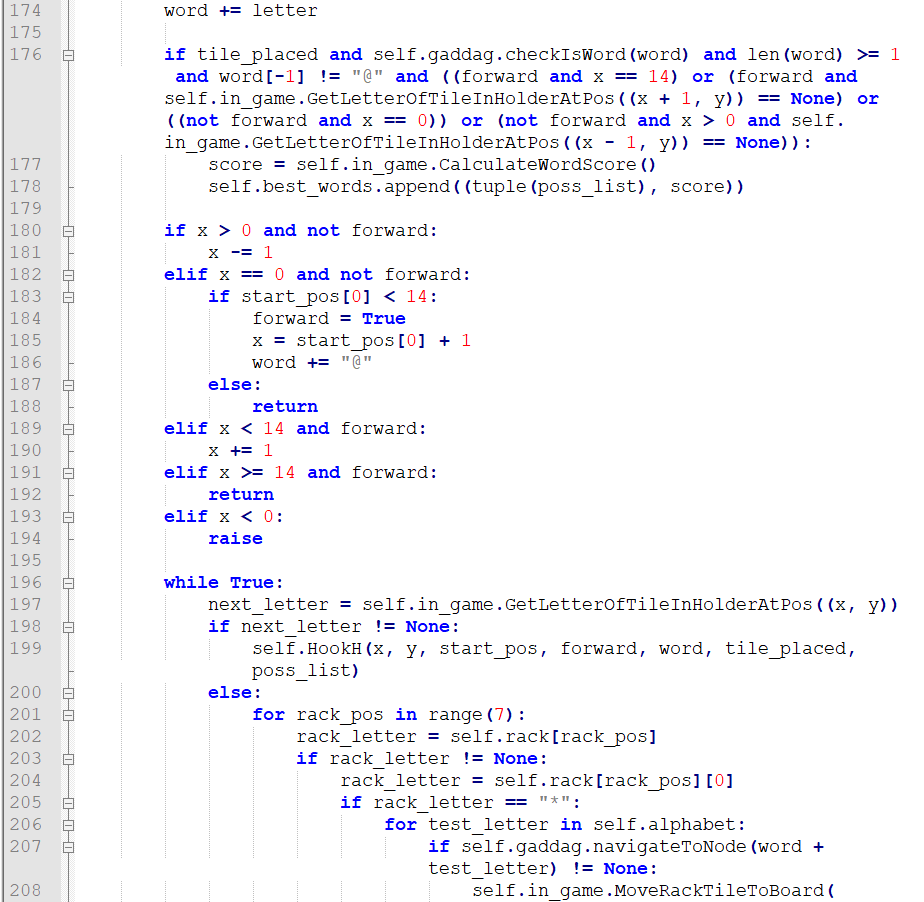 174 word += letter
175
176 if tile_placed and self.gaddag.checkIsWord(word) and len(word) >= 1
and word[-1] != "@" and ((forward and x == 14) or (forward and
self.in_game.GetLetterOfTileInHolderAtPos((x + 1, y)) == None) or
((not forward and x == 0)) or (not forward and x > 0 and self.
in_game.GetLetterOfTileInHolderAtPos((x - 1, y)) == None)):
177 score = self.in_game.CalculateWordScore()
178 self.best_words.append((tuple(poss_list), score))
179
180 if x > 0 and not forward:
181 x -= 1
182 elif x == 0 and not forward:
183 if start_pos[0] < 14:
184 forward = True
185 x = start_pos[0] + 1
186 word += "@"
187 else:
188 return
189 elif x < 14 and forward:
190 x += 1
191 elif x >= 14 and forward:
192 return
193 elif x < 0:
194 raise
195
196 while True:
197 next_letter = self.in_game.GetLetterOfTileInHolderAtPos((x, y))
198 if next_letter != None:
199 self.HookH(x, y, start_pos, forward, word, tile_placed,
poss_list)
200 else:
201 for rack_pos in range(7):
202 rack_letter = self.rack[rack_pos]
203 if rack_letter != None:
204 rack_letter = self.rack[rack_pos][0]
205 if rack_letter == "*":
206 for test_letter in self.alphabet:
207 if self.gaddag.navigateToNode(word +
test_letter) != None:
208 self.in_game.MoveRackTileToBoard(